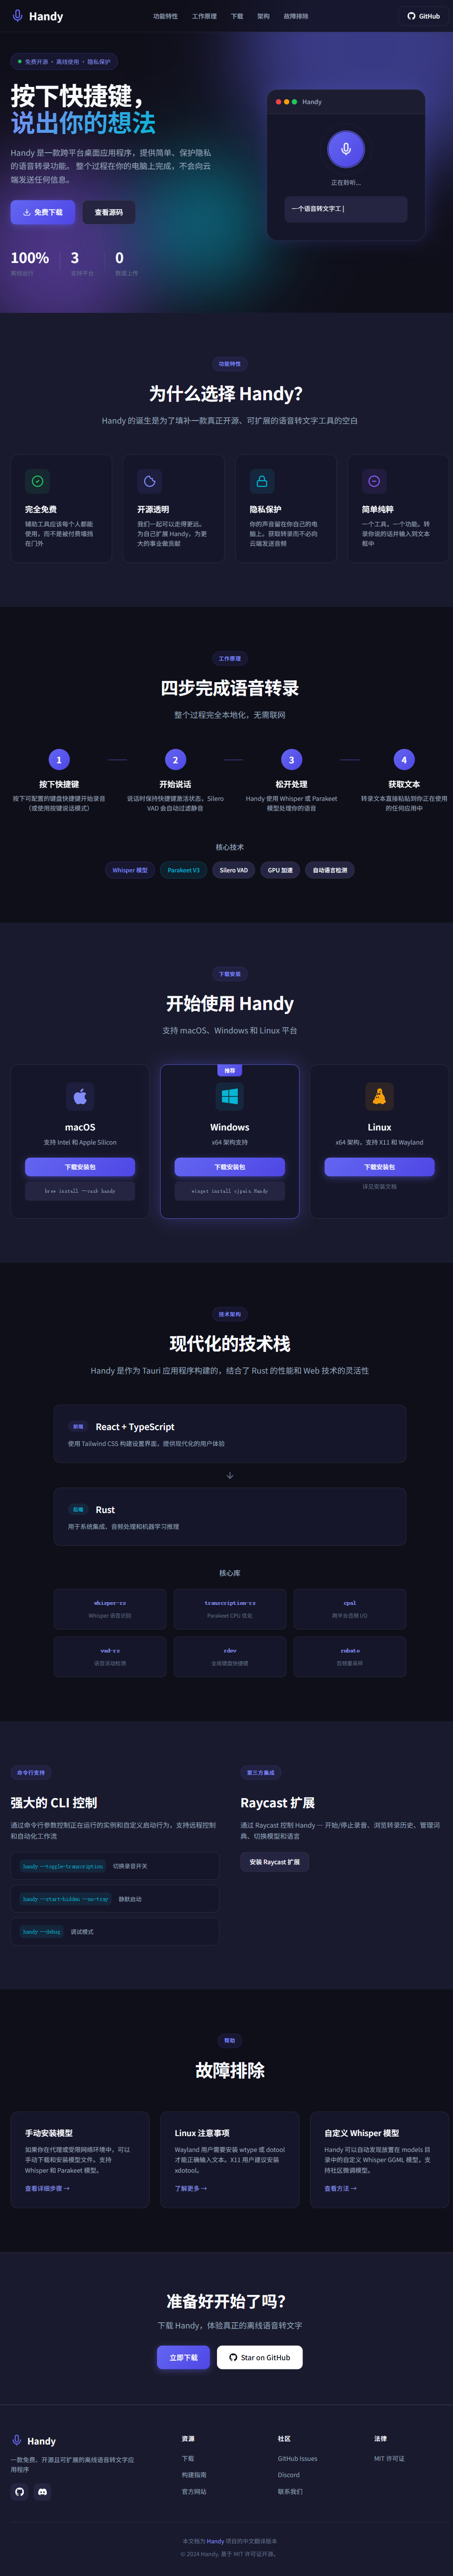 Handy
功能特性
工作原理
下载
架构
故障排除
GitHub
免费开源 • 离线使用 • 隐私保护
按下快捷键，
说出你的想法
Handy 是一款跨平台桌面应用程序，提供简单、保护隐私
的语音转录功能。 整个过程在你的电脑上完成，不向云
端发送任何信息。
免费下载
查看源码
100%
离线运行
3
支持平台
0
数据上传
Handy
正在聆听...
一个语音转文字工|
功能特性
为什么选择 Handy?
Handy 的诞生是为了填补一款真正开源、可扩展的语音转文字工具的空白
完全免费
辅助工具应该每个人都能
使用，而不是被付费墙挡
在门外
开源透明
我们一起可以走得更远。
为自己扩展 Handy，为更
大的事业做贡献
隐私保护
你的声音留在你自己的电
脑上。获取转录而不必向
云端发送音频
简单纯粹
一个工具，一个功能。转
录你说的话并输入到文本
框中
工作原理
四步完成语音转录
整个过程完全本地化，无需联网
1
按下快捷键
按下可配置的键盘快捷键开始录音
（或使用按键说话模式）
2
开始说话
说话时保持快捷键激活状态，Silero
VAD 会自动过滤静音
3
松开处理
Handy 使用 Whisper 或 Parakeet
模型处理你的语音
4
获取文本
转录文本直接粘贴到你正在使用
的任何应用中
核心技术
Whisper 模型
Parakeet V3
Silero VAD
GPU 加速
自动语言检测
下载安装
开始使用 Handy
支持 macOS、Windows 和 Linux 平台
macOS
支持 Intel 和 Apple Silicon
下载安装包
brew install --cask handy
推荐
Windows
x64 架构支持
下载安装包
winget install cjpais.Handy
Linux
x64 架构，支持 X11 和 Wayland
下载安装包
详见安装文档
技术架构
现代化的技术栈
Handy 是作为 Tauri 应用程序构建的，结合了 Rust 的性能和 Web 技术的灵活性
前端
React + TypeScript
使用 Tailwind CSS 构建设置界面，提供现代化的用户体验
↓
后端
Rust
用于系统集成、音频处理和机器学习推理
核心库
whisper-rs
Whisper 语音识别
transcription-rs
Parakeet CPU 优化
cpal
跨平台音频 I/O
vad-rs
语音活动检测
rdev
全局键盘快捷键
rubato
音频重采样
命令行支持
强大的 CLI 控制
通过命令行参数控制正在运行的实例和自定义启动行为，支持远程控制
和自动化工作流
handy --toggle-transcription
切换录音开关
handy --start-hidden --no-tray
静默启动
handy --debug
调试模式
第三方集成
Raycast 扩展
通过 Raycast 控制 Handy — 开始/停止录音、浏览转录历史、管理词
典、切换模型和语言
安装 Raycast 扩展
帮助
故障排除
手动安装模型
如果你在代理或受限网络环境中，可以
手动下载和安装模型文件。支持
Whisper 和 Parakeet 模型。
查看详细步骤 →
Linux 注意事项
Wayland 用户需要安装 wtype 或 dotool
才能正确输入文本。X11 用户建议安装
xdotool。
了解更多 →
自定义 Whisper 模型
Handy 可以自动发现放置在 models 目
录中的自定义 Whisper GGML 模型，支
持社区微调模型。
查看方法 →
准备好开始了吗?
下载 Handy，体验真正的离线语音转文字
立即下载
Star on GitHub
Handy
一款免费、开源且可扩展的离线语音转文字应
用程序
资源
下载
构建指南
官方网站
社区
GitHub Issues
Discord
联系我们
法律
MIT 许可证
本文档为 Handy 项目的中文翻译版本
© 2024 Handy. 基于 MIT 许可证开源。